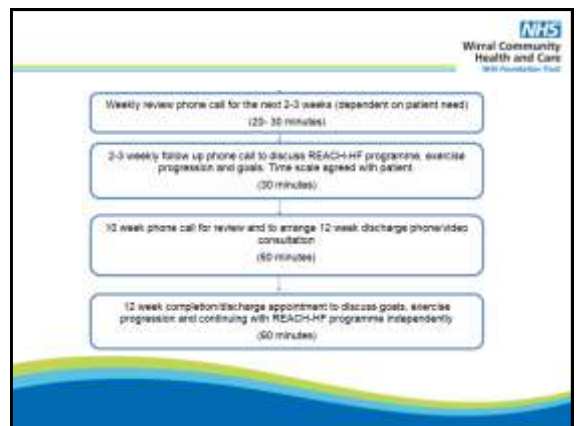 NHS
Wirral Community
Health and Care
NHS Foundation Trust
Weekly review phone call for the next 2-3 weeks (dependent on patient need)
(20- 30 minutes)
2-3 weekly follow up phone call to discuss REACH-HF programme, exercise
progression and goals. Time scale agreed with patient
(30 minutes)
10 week phone call for review and to arrange 12 week discharge phone/video
consultation
(60 minutes)
12 week completion/discharge appointment to discuss goals, exercise
progression and continuing with REACH-HF programme independently
(60 minutes)